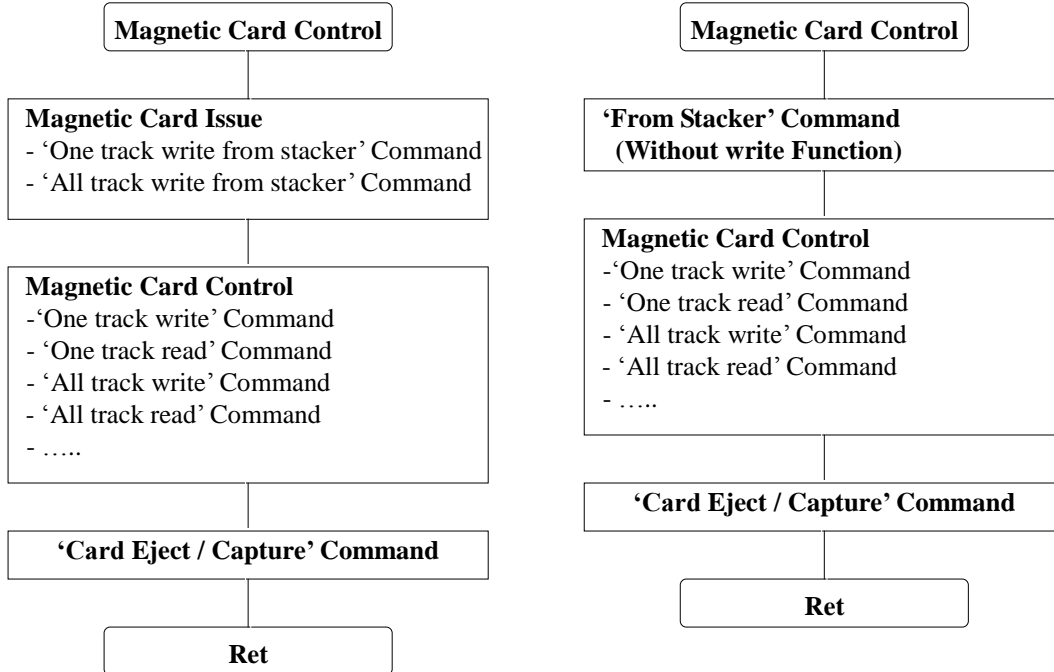 Magnetic Card Control
Magnetic Card Issue
- ‘One track write from stacker’ Command
- ‘All track write from stacker’ Command
Magnetic Card Control
-‘One track write’ Command
- ‘One track read’ Command
- ‘All track write’ Command
- ‘All track read’ Command
- …..
‘Card Eject / Capture’ Command
Ret
Magnetic Card Control
‘From Stacker’ Command
(Without write Function)
Magnetic Card Control
-‘One track write’ Command
- ‘One track read’ Command
- ‘All track write’ Command
- ‘All track read’ Command
- …..
‘Card Eject / Capture’ Command
Ret